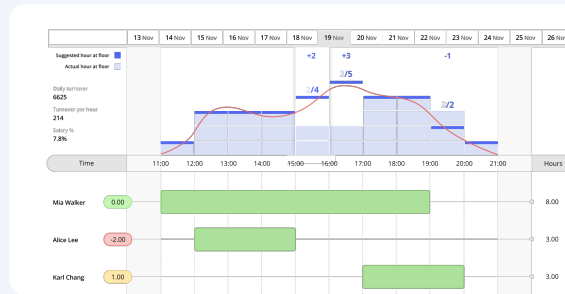 13 Nov 14 Nov 15 Nov 16 Nov 17 Nov 18 Nov 19 Nov 20 Nov 21 Nov 22 Nov 23 Nov 24 Nov 25 Nov 26 Nov
Suggested hour at floor +2 +3 -1
Actual hour at floor
2/4 2/5
Daily turnover
6625
3/2
Turnover per hour
214
Salary %
7.8%
Time 11:00 12:00 13:00 14:00 15:00 16:00 17:00 18:00 19:00 20:00 21:00 Hours
Mia Walker 0.00 8.00
Alice Lee -2.00 3.00
Karl Chang 1.00 3.00